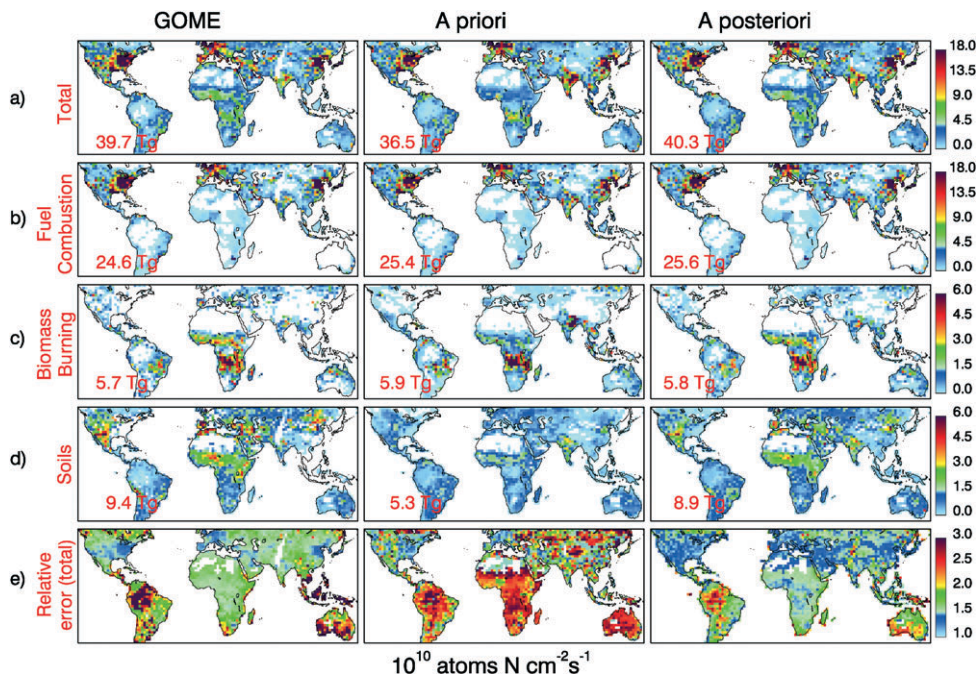 GOME A priori A posteriori
a) Total 39.7 Tg 36.5 Tg 40.3 Tg 18.0 13.5 9.0 4.5 0.0
b) Fuel Combustion 24.6 Tg 25.4 Tg 25.6 Tg 18.0 13.5 9.0 4.5 0.0
c) Biomass Burning 5.7 Tg 5.9 Tg 5.8 Tg 6.0 4.5 3.0 1.5 0.0
d) Soils 9.4 Tg 5.3 Tg 8.9 Tg 6.0 4.5 3.0 1.5 0.0
e) Relative error (total) 3.0 2.5 2.0 1.5 1.0
10¹⁰ atoms N cm⁻²s⁻¹